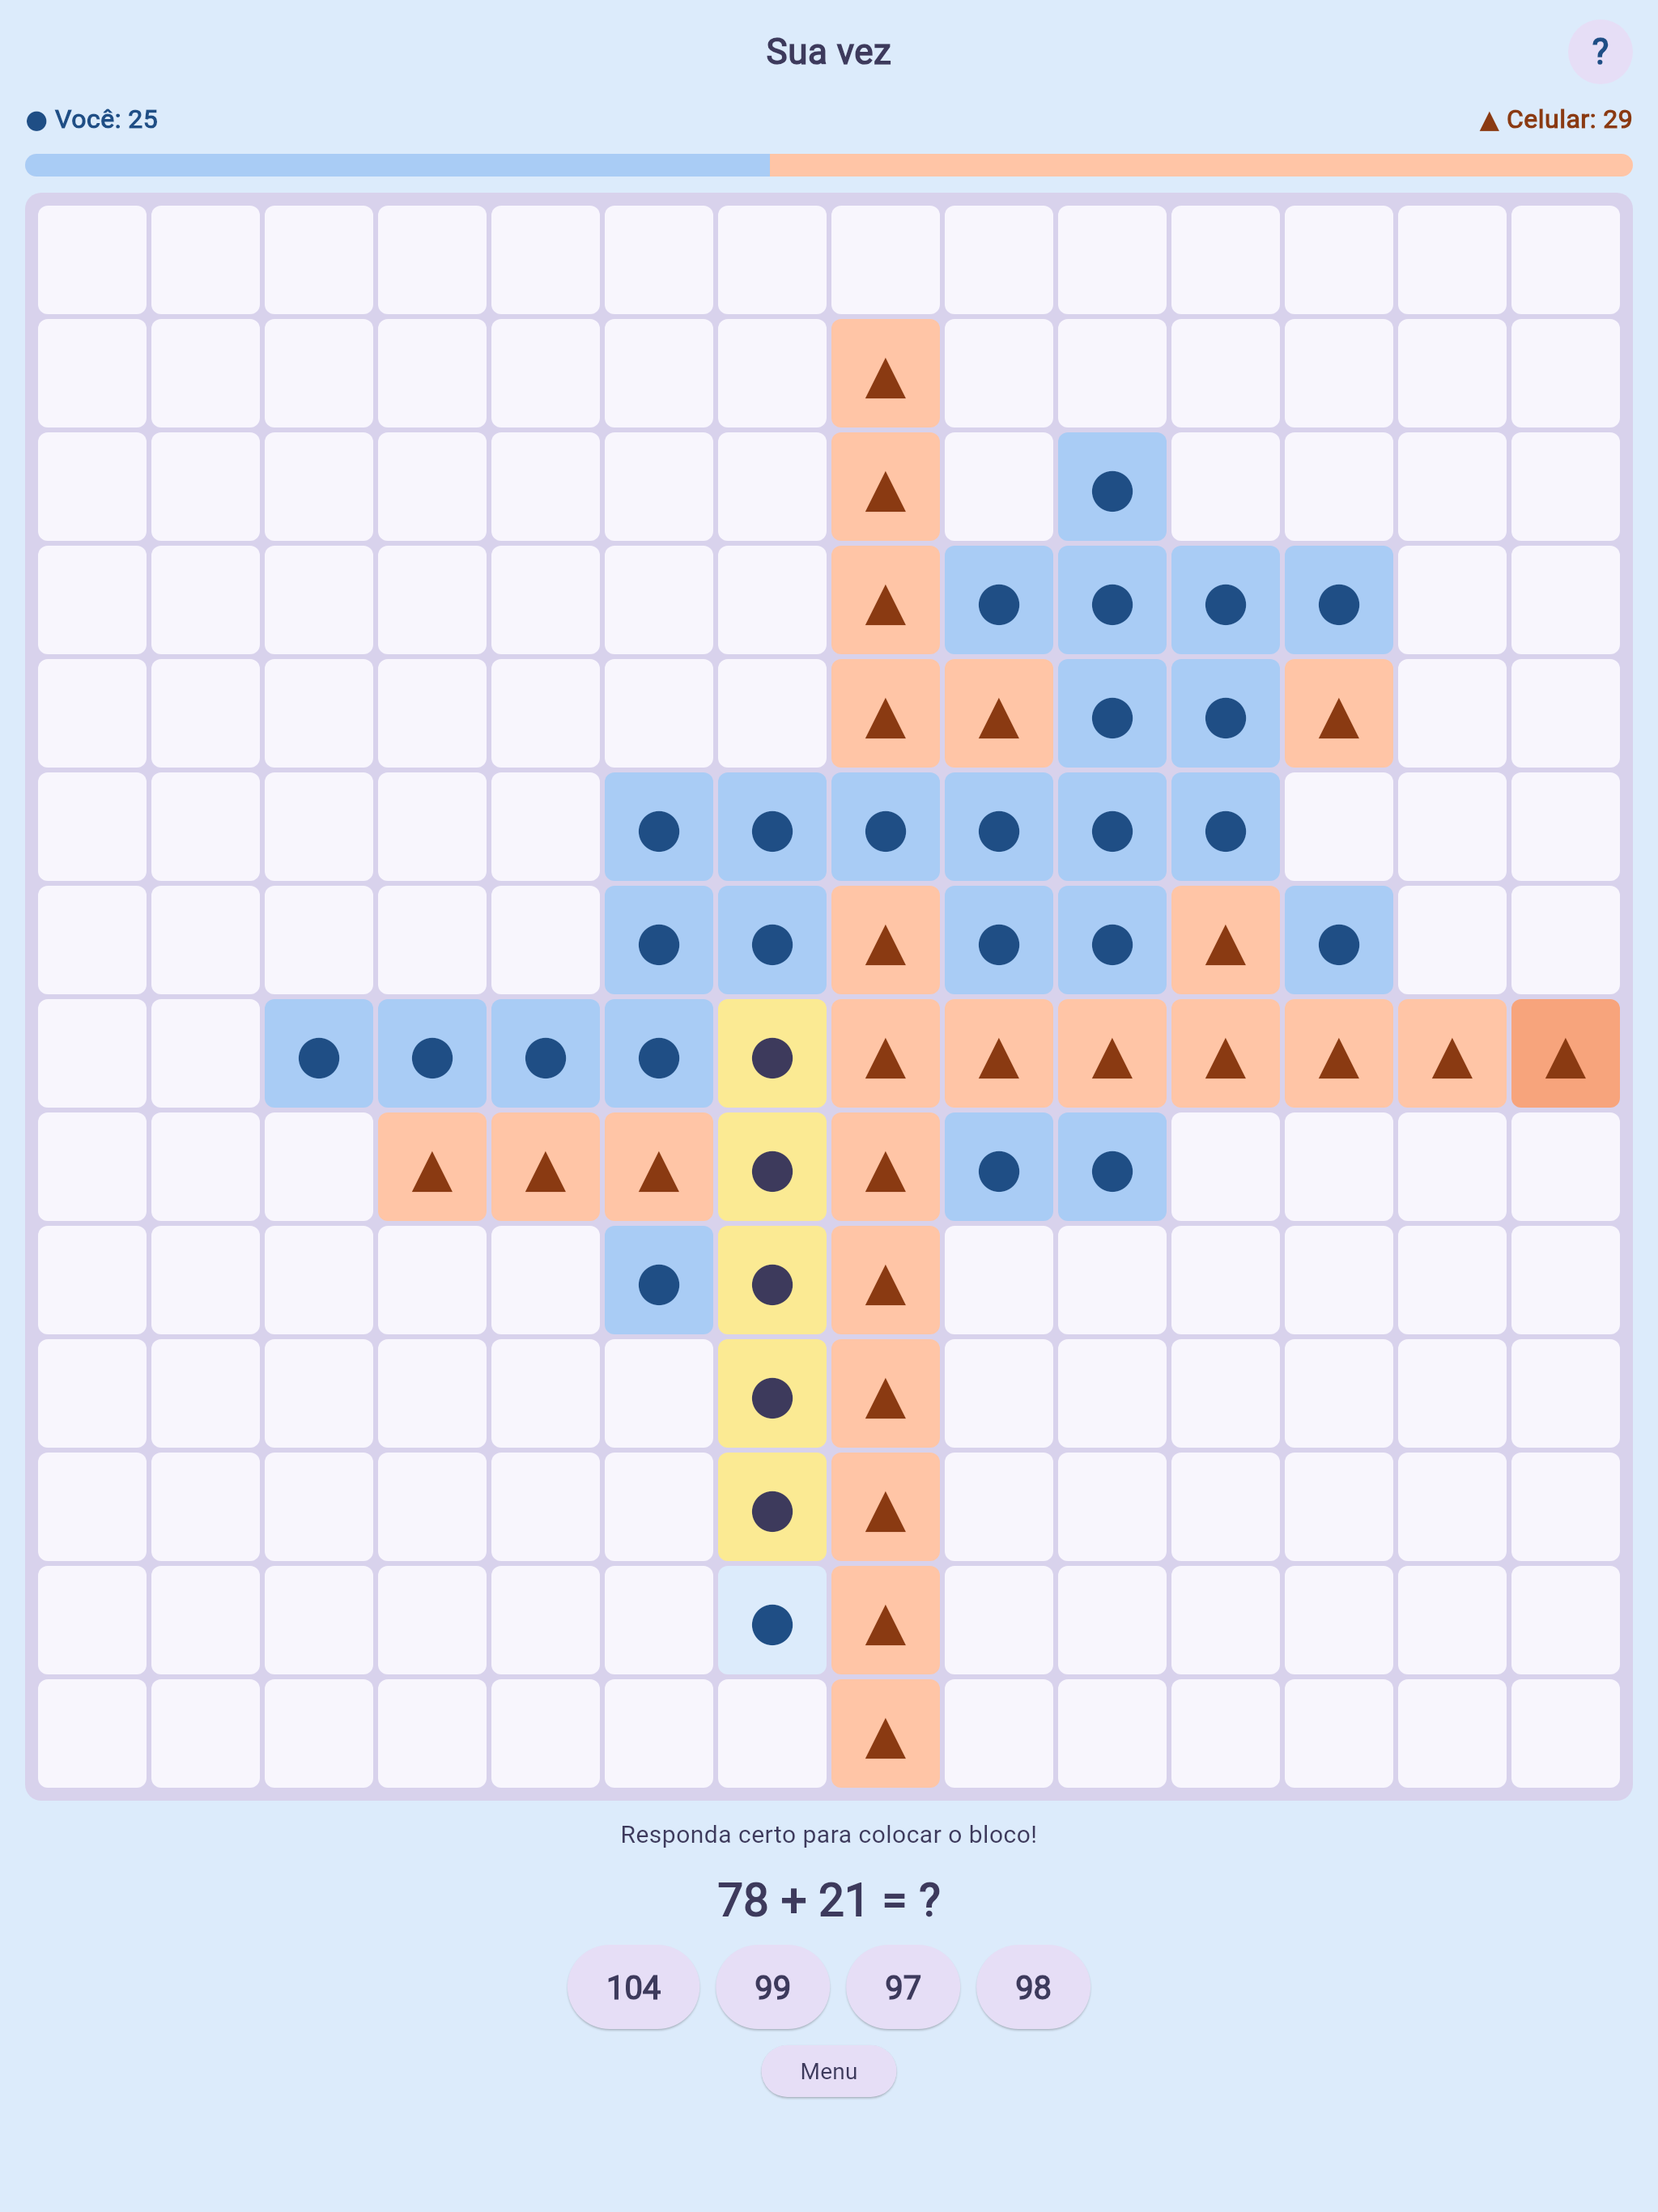 Sua vez
?
Você: 25
Celular: 29
Responda certo para colocar o bloco!
78 + 21 = ?
104 99 97 98
Menu